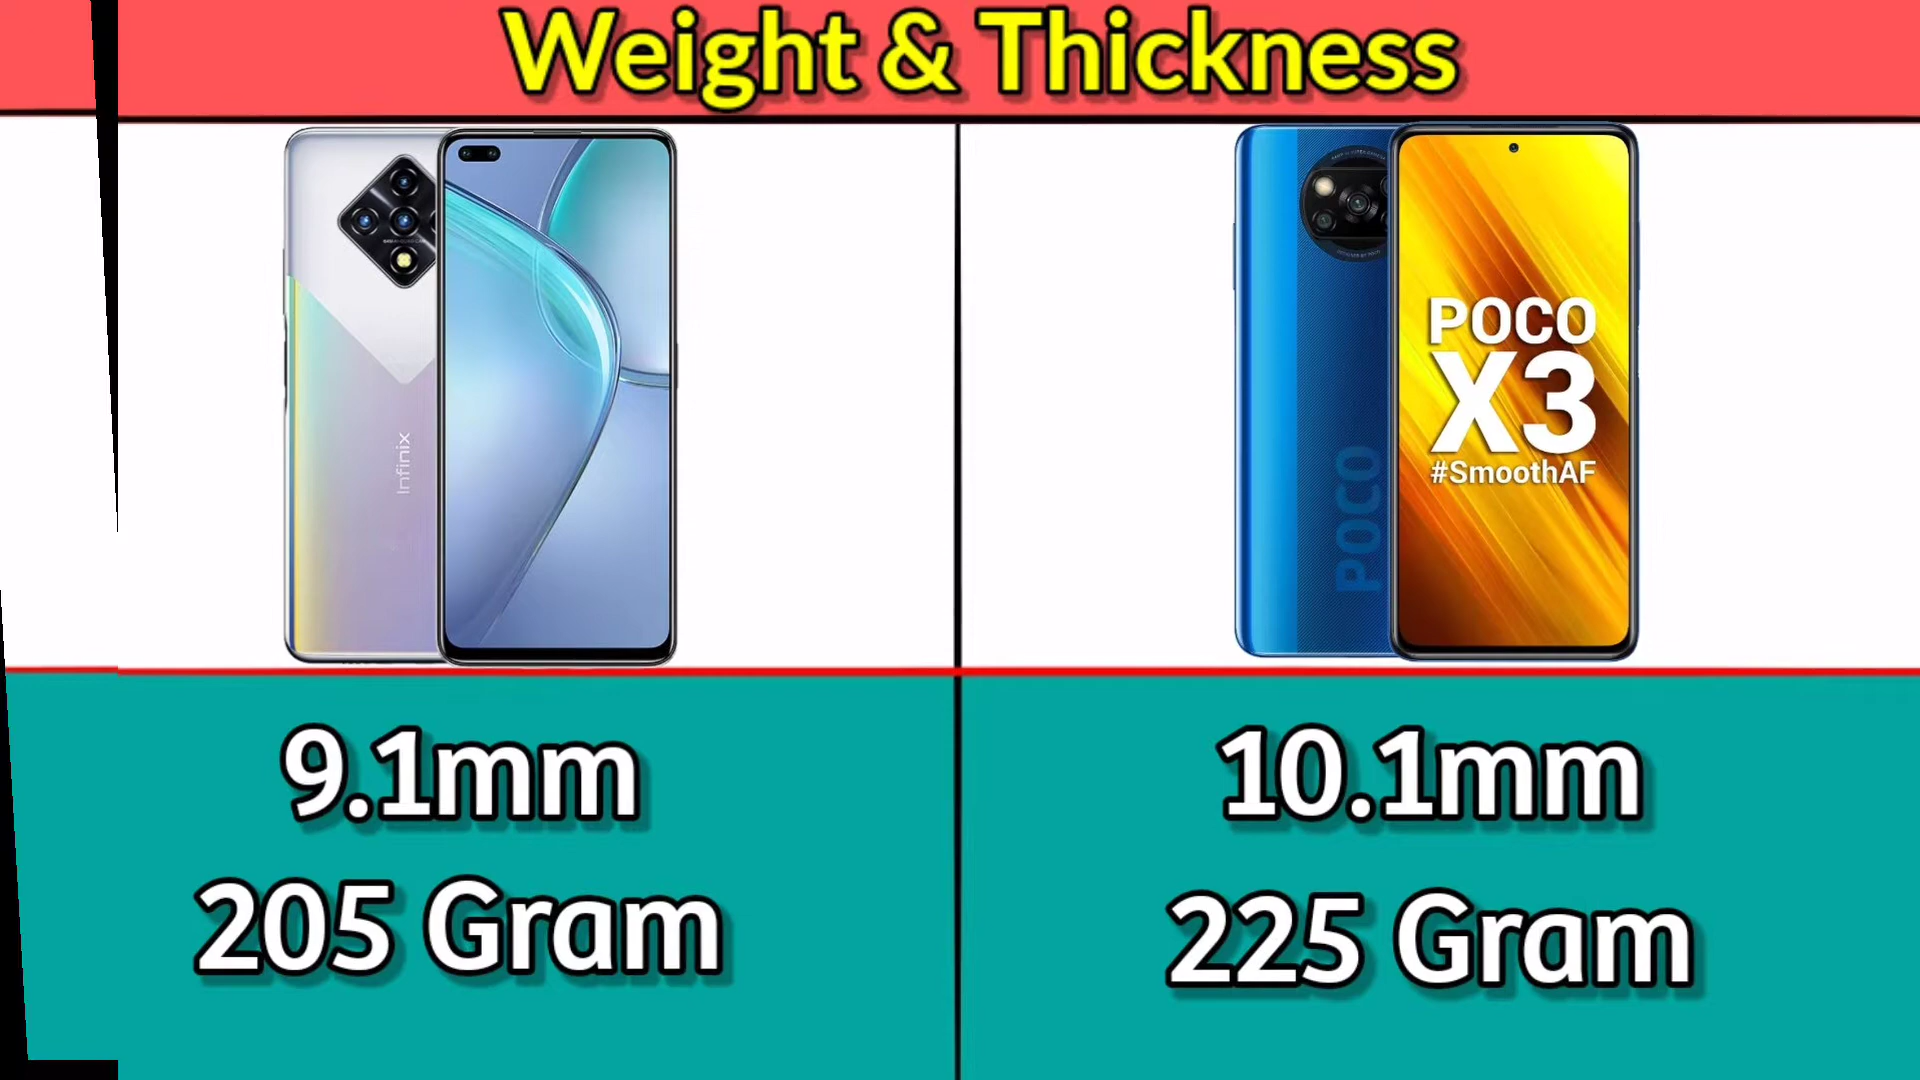 Weight & Thickness
Infinix
POCO
POCO
X3
#SmoothAF
9.1mm
10.1mm
205 Gram
225 Gram